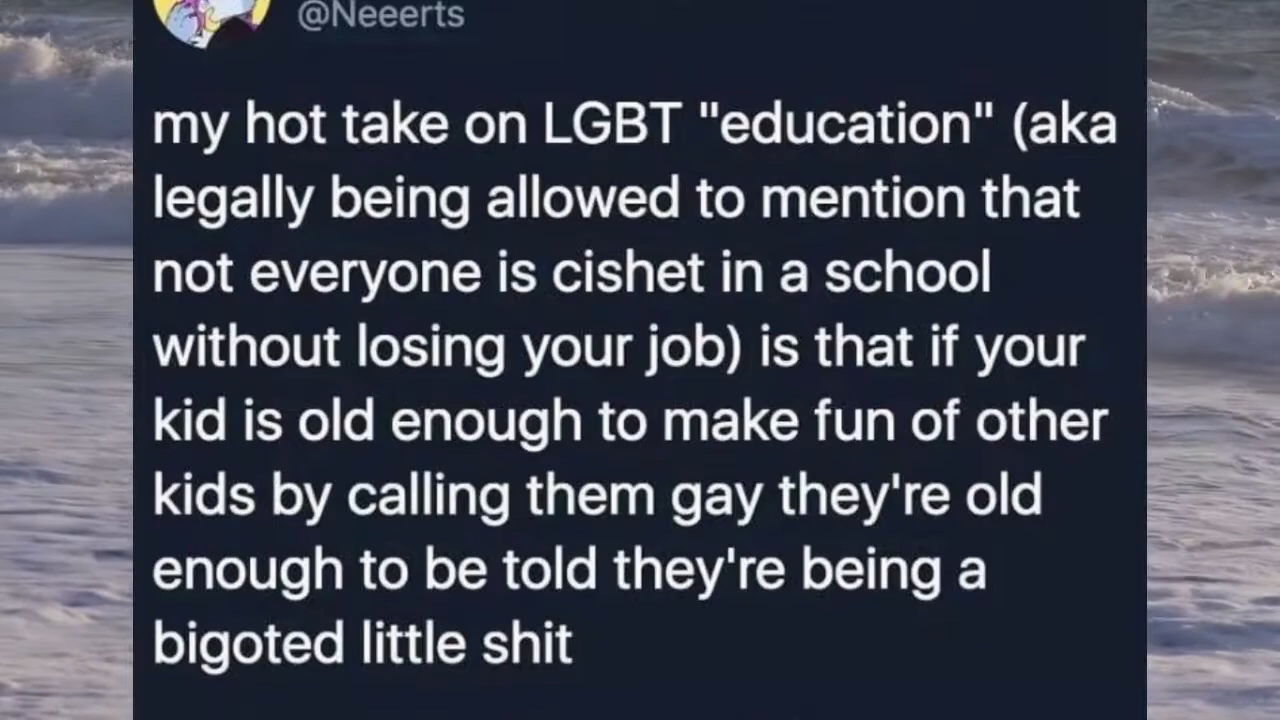 @Neeerts
my hot take on LGBT "education" (aka
legally being allowed to mention that
not everyone is cishet in a school
without losing your job) is that if your
kid is old enough to make fun of other
kids by calling them gay they're old
enough to be told they're being a
bigoted little shit